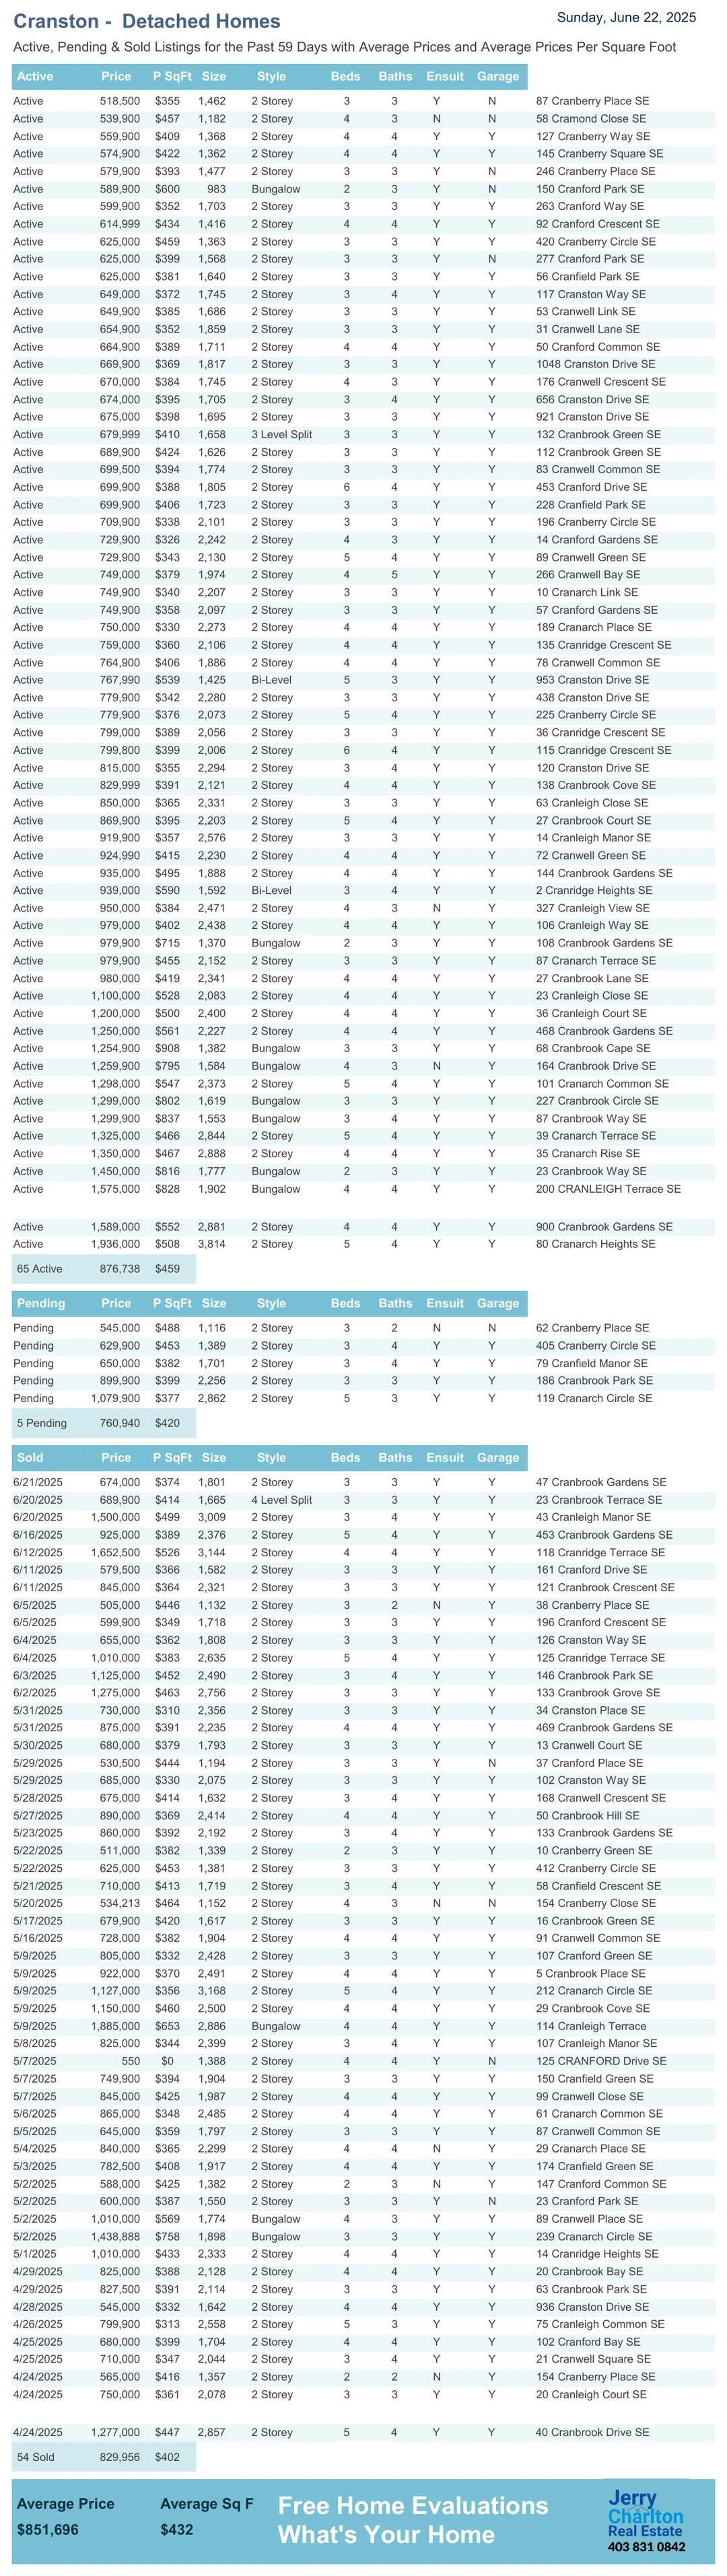 Cranston - Detached Homes
Sunday, June 22, 2025
Active, Pending & Sold Listings for the Past 59 Days with Average Prices and Average Prices Per Square Foot
Active Price P SqFt Size Style Beds Baths Ensuit Garage
Active 518,500 $355 1,462 2 Storey 3 3 Y N 87 Cranberry Place SE
Active 539,900 $457 1,182 2 Storey 4 3 N N 58 Cramond Close SE
Active 559,900 $409 1,368 2 Storey 4 4 Y Y 127 Cranberry Way SE
Active 574,900 $422 1,362 2 Storey 4 4 Y Y 145 Cranberry Square SE
Active 579,900 $393 1,477 2 Storey 3 3 Y N 246 Cranberry Place SE
Active 589,900 $600 983 Bungalow 2 3 Y N 150 Cranford Park SE
Active 599,900 $352 1,703 2 Storey 3 3 Y Y 263 Cranford Way SE
Active 614,999 $434 1,416 2 Storey 4 4 Y Y 92 Cranford Crescent SE
Active 625,000 $459 1,363 2 Storey 3 3 Y Y 420 Cranberry Circle SE
Active 625,000 $399 1,568 2 Storey 3 3 Y N 277 Cranford Park SE
Active 625,000 $381 1,640 2 Storey 3 3 Y Y 56 Cranfield Park SE
Active 649,000 $372 1,745 2 Storey 3 4 Y Y 117 Cranston Way SE
Active 649,900 $385 1,686 2 Storey 3 3 Y Y 53 Cranwell Link SE
Active 654,900 $352 1,859 2 Storey 3 3 Y Y 31 Cranwell Lane SE
Active 664,900 $389 1,711 2 Storey 4 4 Y Y 50 Cranford Common SE
Active 669,900 $369 1,817 2 Storey 3 3 Y Y 1048 Cranston Drive SE
Active 670,000 $384 1,745 2 Storey 4 3 Y Y 176 Cranwell Crescent SE
Active 674,000 $395 1,705 2 Storey 3 4 Y Y 656 Cranston Drive SE
Active 675,000 $398 1,695 2 Storey 3 3 Y Y 921 Cranston Drive SE
Active 679,999 $410 1,658 3 Level Split 3 3 Y Y 132 Cranbrook Green SE
Active 689,900 $424 1,626 2 Storey 3 3 Y Y 112 Cranbrook Green SE
Active 699,500 $394 1,774 2 Storey 3 3 Y Y 83 Cranwell Common SE
Active 699,900 $388 1,805 2 Storey 6 4 Y Y 453 Cranford Drive SE
Active 699,900 $406 1,723 2 Storey 3 3 Y Y 228 Cranfield Park SE
Active 709,900 $338 2,101 2 Storey 3 3 Y Y 196 Cranberry Circle SE
Active 729,900 $326 2,242 2 Storey 4 3 Y Y 14 Cranford Gardens SE
Active 729,900 $343 2,130 2 Storey 5 4 Y Y 89 Cranwell Green SE
Active 749,000 $379 1,974 2 Storey 4 5 Y Y 266 Cranwell Bay SE
Active 749,900 $340 2,207 2 Storey 3 3 Y Y 10 Cranarch Link SE
Active 749,900 $358 2,097 2 Storey 3 3 Y Y 57 Cranford Gardens SE
Active 750,000 $330 2,273 2 Storey 4 4 Y Y 189 Cranarch Place SE
Active 759,000 $360 2,106 2 Storey 4 4 Y Y 135 Cranridge Crescent SE
Active 764,900 $406 1,886 2 Storey 4 4 Y Y 78 Cranwell Common SE
Active 767,990 $539 1,425 Bi-Level 5 3 Y Y 953 Cranston Drive SE
Active 779,900 $342 2,280 2 Storey 3 3 Y Y 438 Cranston Drive SE
Active 779,900 $376 2,073 2 Storey 5 4 Y Y 225 Cranberry Circle SE
Active 799,000 $389 2,056 2 Storey 3 3 Y Y 36 Cranridge Crescent SE
Active 799,800 $399 2,006 2 Storey 6 4 Y Y 115 Cranridge Crescent SE
Active 815,000 $355 2,294 2 Storey 3 4 Y Y 120 Cranston Drive SE
Active 829,999 $391 2,121 2 Storey 4 4 Y Y 138 Cranbrook Cove SE
Active 850,000 $365 2,331 2 Storey 3 3 Y Y 63 Cranleigh Close SE
Active 869,900 $395 2,203 2 Storey 5 4 Y Y 27 Cranbrook Court SE
Active 919,900 $357 2,576 2 Storey 3 3 Y Y 14 Cranleigh Manor SE
Active 924,990 $415 2,230 2 Storey 4 4 Y Y 72 Cranwell Green SE
Active 935,000 $495 1,888 2 Storey 4 4 Y Y 144 Cranbrook Gardens SE
Active 939,000 $590 1,592 Bi-Level 3 4 Y Y 2 Cranridge Heights SE
Active 950,000 $384 2,471 2 Storey 4 3 N Y 327 Cranleigh View SE
Active 979,000 $402 2,438 2 Storey 4 4 Y Y 106 Cranleigh Way SE
Active 979,900 $715 1,370 Bungalow 2 3 Y Y 108 Cranbrook Gardens SE
Active 979,900 $455 2,152 2 Storey 3 3 Y Y 87 Cranarch Terrace SE
Active 980,000 $419 2,341 2 Storey 4 4 Y Y 27 Cranbrook Lane SE
Active 1,100,000 $528 2,083 2 Storey 4 4 Y Y 23 Cranleigh Close SE
Active 1,200,000 $500 2,400 2 Storey 4 4 Y Y 36 Cranleigh Court SE
Active 1,250,000 $561 2,227 2 Storey 4 4 Y Y 468 Cranbrook Gardens SE
Active 1,254,900 $908 1,382 Bungalow 3 3 Y Y 68 Cranbrook Cape SE
Active 1,259,900 $795 1,584 Bungalow 4 3 N Y 164 Cranbrook Drive SE
Active 1,298,000 $547 2,373 2 Storey 5 4 Y Y 101 Cranarch Common SE
Active 1,299,000 $802 1,619 Bungalow 3 3 Y Y 227 Cranbrook Circle SE
Active 1,299,900 $837 1,553 Bungalow 3 4 Y Y 87 Cranbrook Way SE
Active 1,325,000 $466 2,844 2 Storey 5 4 Y Y 39 Cranarch Terrace SE
Active 1,350,000 $467 2,888 2 Storey 4 4 Y Y 35 Cranarch Rise SE
Active 1,450,000 $816 1,777 Bungalow 2 3 Y Y 23 Cranbrook Way SE
Active 1,575,000 $828 1,902 Bungalow 4 4 Y Y 200 CRANLEIGH Terrace SE
Active 1,589,000 $552 2,881 2 Storey 4 4 Y Y 900 Cranbrook Gardens SE
Active 1,936,000 $508 3,814 2 Storey 5 4 Y Y 80 Cranarch Heights SE
65 Active 876,738 $459
Pending Price P SqFt Size Style Beds Baths Ensuit Garage
Pending 545,000 $488 1,116 2 Storey 3 2 N N 62 Cranberry Place SE
Pending 629,900 $453 1,389 2 Storey 3 4 Y Y 405 Cranberry Circle SE
Pending 650,000 $382 1,701 2 Storey 3 4 Y Y 79 Cranfield Manor SE
Pending 899,900 $399 2,256 2 Storey 3 4 Y Y 186 Cranbrook Park SE
Pending 1,079,900 $377 2,862 2 Storey 5 3 Y Y 119 Cranarch Circle SE
5 Pending 760,940 $420
Sold Price P SqFt Size Style Beds Baths Ensuit Garage
6/21/2025 674,000 $374 1,801 2 Storey 3 3 Y Y 47 Cranbrook Gardens SE
6/20/2025 689,900 $414 1,665 4 Level Split 3 3 Y Y 23 Cranbrook Terrace SE
6/20/2025 1,500,000 $499 3,009 2 Storey 3 4 Y Y 43 Cranleigh Manor SE
6/16/2025 925,000 $389 2,376 2 Storey 5 4 Y Y 453 Cranbrook Gardens SE
6/12/2025 1,652,500 $526 3,144 2 Storey 4 4 Y Y 118 Cranridge Terrace SE
6/11/2025 579,500 $366 1,582 2 Storey 3 3 Y Y 161 Cranford Drive SE
6/11/2025 845,000 $364 2,321 2 Storey 3 3 Y Y 121 Cranbrook Crescent SE
6/5/2025 505,000 $446 1,132 2 Storey 3 2 N Y 38 Cranberry Place SE
6/5/2025 599,900 $349 1,718 2 Storey 3 3 Y Y 196 Cranford Crescent SE
6/4/2025 655,000 $362 1,808 2 Storey 3 3 Y Y 126 Cranston Way SE
6/4/2025 1,010,000 $383 2,635 2 Storey 5 4 Y Y 125 Cranridge Terrace SE
6/3/2025 1,125,000 $452 2,490 2 Storey 3 4 Y Y 146 Cranbrook Park SE
6/2/2025 1,275,000 $463 2,756 2 Storey 3 3 Y Y 133 Cranbrook Grove SE
5/31/2025 730,000 $310 2,356 2 Storey 3 3 Y Y 34 Cranston Place SE
5/31/2025 875,000 $391 2,235 2 Storey 4 4 Y Y 469 Cranbrook Gardens SE
5/30/2025 680,000 $379 1,793 2 Storey 3 3 Y Y 13 Cranwell Court SE
5/29/2025 530,500 $444 1,194 2 Storey 3 3 Y N 37 Cranford Place SE
5/29/2025 685,000 $330 2,075 2 Storey 3 3 Y Y 102 Cranston Way SE
5/28/2025 675,000 $414 1,632 2 Storey 3 4 Y Y 168 Cranwell Crescent SE
5/27/2025 890,000 $369 2,414 2 Storey 4 4 Y Y 50 Cranbrook Hill SE
5/23/2025 860,000 $392 2,192 2 Storey 3 4 Y Y 133 Cranbrook Gardens SE
5/22/2025 511,000 $382 1,339 2 Storey 2 3 Y Y 10 Cranberry Green SE
5/22/2025 625,000 $453 1,381 2 Storey 3 3 Y Y 412 Cranberry Circle SE
5/21/2025 710,000 $413 1,719 2 Storey 3 4 Y Y 58 Cranfield Crescent SE
5/20/2025 534,213 $464 1,152 2 Storey 4 3 N N 154 Cranberry Close SE
5/17/2025 679,900 $420 1,617 2 Storey 3 3 Y Y 16 Cranbrook Green SE
5/16/2025 728,000 $382 1,904 2 Storey 4 4 Y Y 91 Cranwell Common SE
5/9/2025 805,000 $332 2,428 2 Storey 3 3 Y Y 107 Cranford Green SE
5/9/2025 922,000 $370 2,491 2 Storey 4 4 Y Y 5 Cranbrook Place SE
5/9/2025 1,127,000 $356 3,168 2 Storey 5 4 Y Y 212 Cranarch Circle SE
5/9/2025 1,150,000 $460 2,500 2 Storey 4 4 Y Y 29 Cranbrook Cove SE
5/9/2025 1,885,000 $653 2,886 Bungalow 4 4 Y Y 114 Cranleigh Terrace
5/8/2025 825,000 $344 2,399 2 Storey 3 4 Y Y 107 Cranleigh Manor SE
5/7/2025 550 $0 1,388 2 Storey 4 4 Y N 125 CRANFORD Drive SE
5/7/2025 749,900 $394 1,904 2 Storey 3 3 Y Y 150 Cranfield Green SE
5/7/2025 845,000 $425 1,987 2 Storey 4 4 Y Y 99 Cranwell Close SE
5/6/2025 865,000 $348 2,485 2 Storey 4 4 Y Y 61 Cranarch Common SE
5/5/2025 645,000 $359 1,797 2 Storey 3 3 Y Y 87 Cranwell Common SE
5/4/2025 840,000 $365 2,299 2 Storey 4 4 N Y 29 Cranarch Place SE
5/3/2025 782,500 $408 1,917 2 Storey 4 4 Y Y 174 Cranfield Green SE
5/2/2025 588,000 $425 1,382 2 Storey 2 3 N Y 147 Cranford Common SE
5/2/2025 600,000 $387 1,550 2 Storey 3 3 Y N 23 Cranford Park SE
5/2/2025 1,010,000 $569 1,774 Bungalow 4 3 Y Y 89 Cranwell Place SE
5/2/2025 1,438,888 $758 1,898 Bungalow 3 3 Y Y 239 Cranarch Circle SE
5/1/2025 1,010,000 $433 2,333 2 Storey 4 4 Y Y 14 Cranridge Heights SE
4/29/2025 825,000 $388 2,128 2 Storey 4 4 Y Y 20 Cranbrook Bay SE
4/29/2025 827,500 $391 2,114 2 Storey 3 3 Y Y 63 Cranbrook Park SE
4/28/2025 545,000 $332 1,642 2 Storey 4 4 Y Y 936 Cranston Drive SE
4/26/2025 799,900 $313 2,558 2 Storey 5 3 Y Y 75 Cranleigh Common SE
4/25/2025 680,000 $399 1,704 2 Storey 4 4 Y Y 102 Cranford Bay SE
4/25/2025 710,000 $347 2,044 2 Storey 3 4 Y Y 21 Cranwell Square SE
4/24/2025 565,000 $416 1,357 2 Storey 2 2 N Y 154 Cranberry Place SE
4/24/2025 750,000 $361 2,078 2 Storey 3 3 Y Y 20 Cranleigh Court SE
4/24/2025 1,277,000 $447 2,857 2 Storey 5 4 Y Y 40 Cranbrook Drive SE
54 Sold 829,956 $402
Average Price Average Sq F
$851,696 $432
Free Home Evaluations
What's Your Home
Jerry
Charlton
Real Estate
403 831 0842